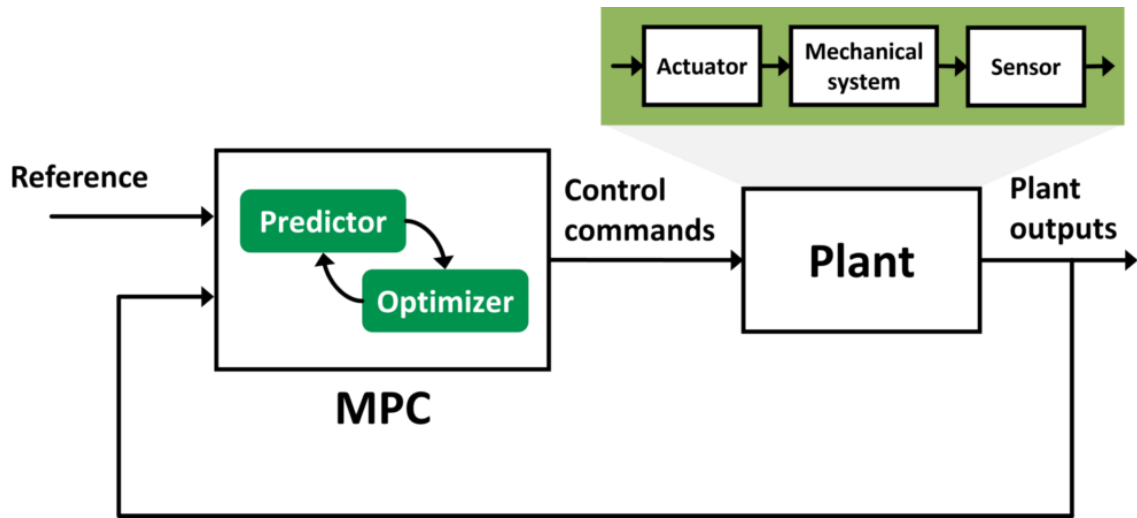 Actuator
Mechanical
system
Sensor
Reference
Predictor
Optimizer
MPC
Control
commands
Plant
Plant
outputs